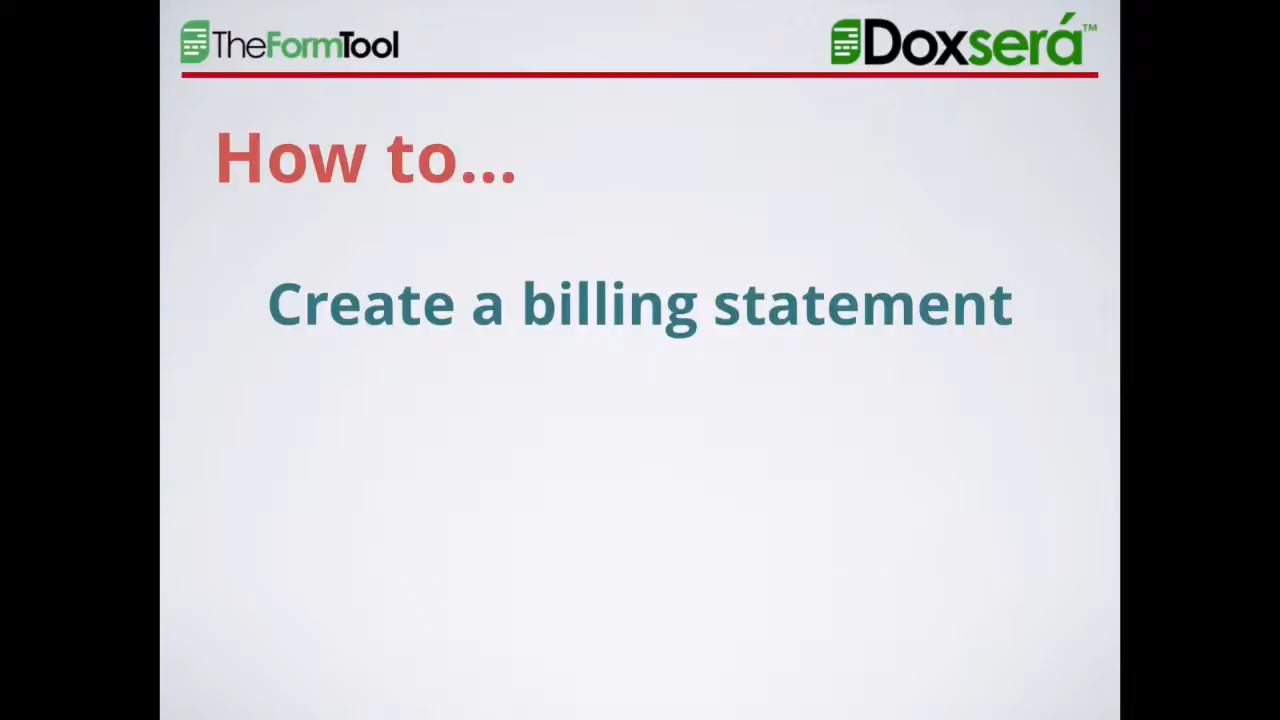 TheFormTool
Doxserá™
How to...
Create a billing statement